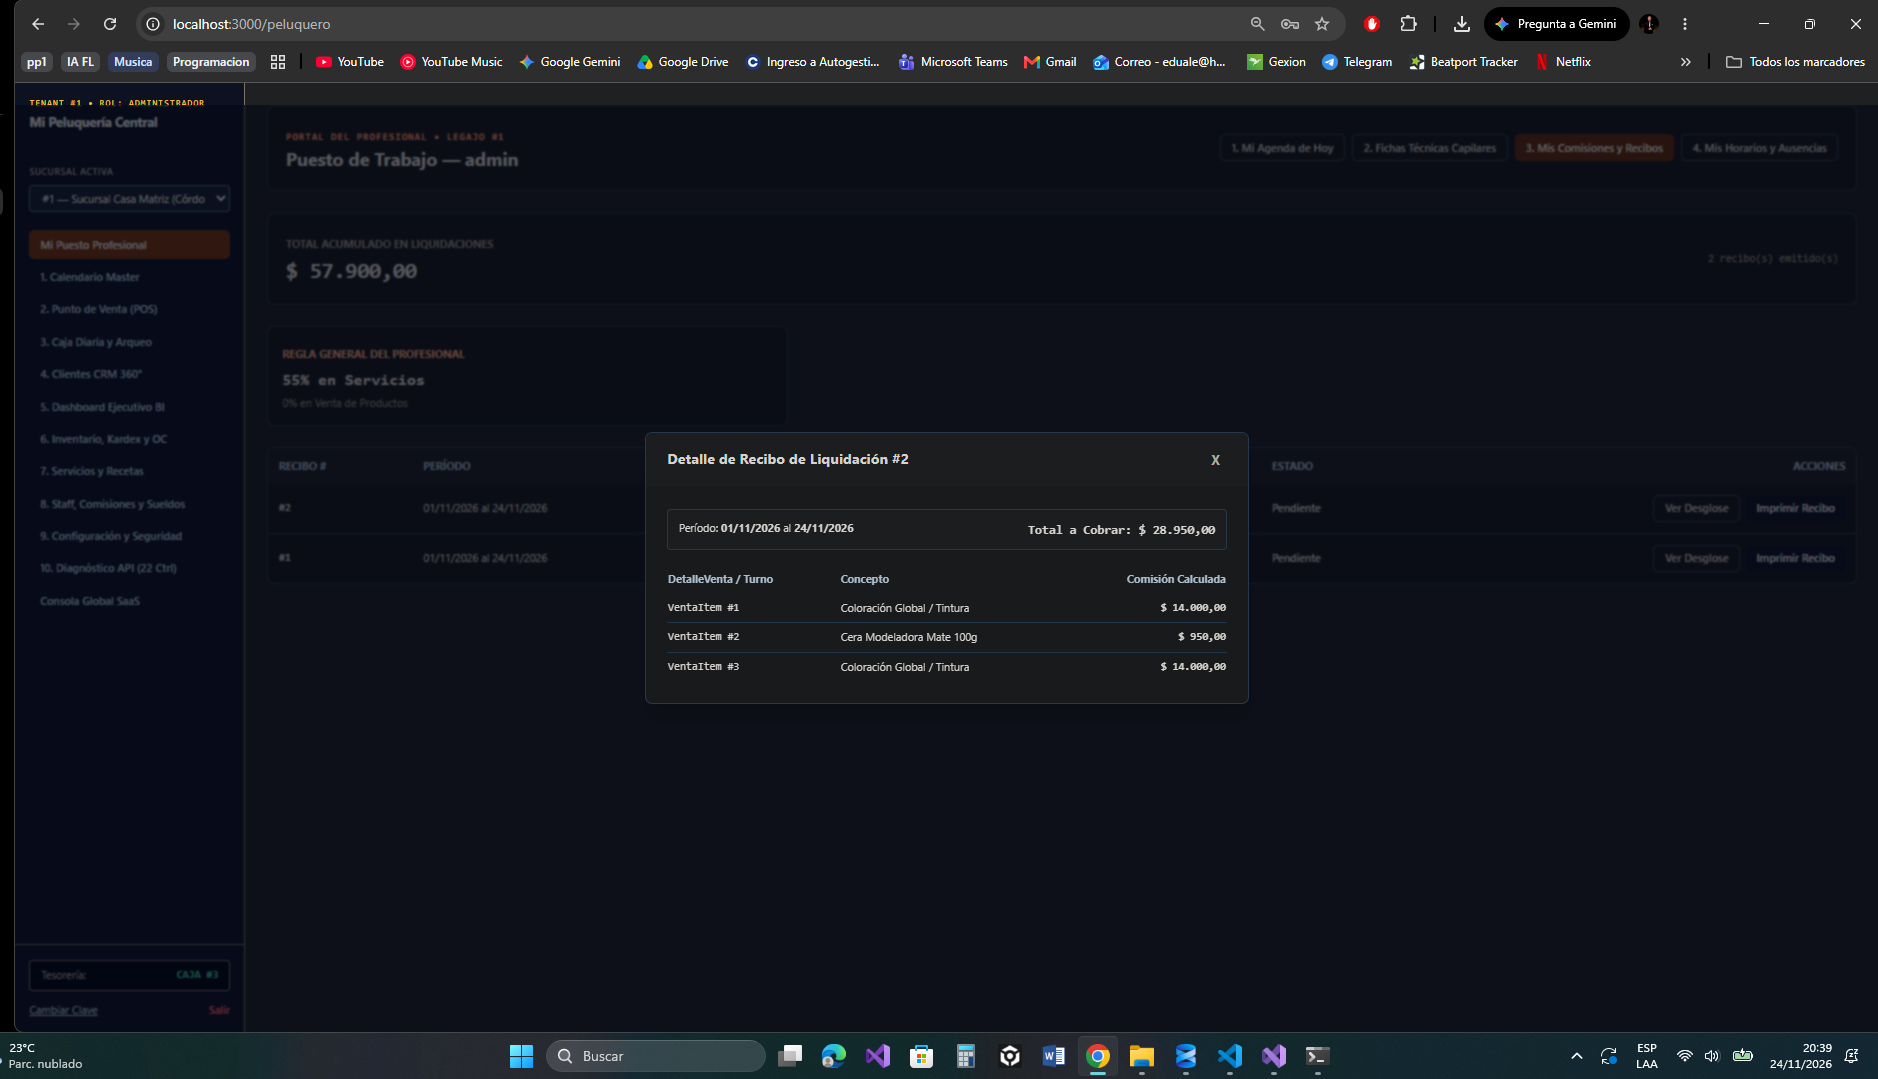 localhost:3000/peluquero
Pregunta a Gemini
pp1
IA FL
Musica
Programacion
YouTube
YouTube Music
Google Gemini
Google Drive
Ingreso a Autogesti...
Microsoft Teams
Gmail
Correo - eduale@h...
Gexion
Telegram
Beatport Tracker
Netflix
»
Todos los marcadores
TENANT #1 • ROL: ADMINISTRADOR
Mi Peluquería Central
SUCURSAL ACTIVA
#1 — Sucursal Casa Matriz (Córdo
Mi Puesto Profesional
1. Calendario Master
2. Punto de Venta (POS)
3. Caja Diaria y Arqueo
4. Clientes CRM 360°
5. Dashboard Ejecutivo BI
6. Inventario, Kardex y OC
7. Servicios y Recetas
8. Staff, Comisiones y Sueldos
9. Configuración y Seguridad
10. Diagnóstico API (22 Ctrl)
Consola Global SaaS
Tesorería:
CAJA #3
Cambiar Clave
Salir
PORTAL DEL PROFESIONAL • LEGAJO #1
Puesto de Trabajo — admin
1. Mi Agenda de Hoy
2. Fichas Técnicas Capilares
3. Mis Comisiones y Recibos
4. Mis Horarios y Ausencias
TOTAL ACUMULADO EN LIQUIDACIONES
$ 57.900,00
2 recibo(s) emitido(s)
REGLA GENERAL DEL PROFESIONAL
55% en Servicios
0% en Venta de Productos
RECIBO #
PERÍODO
ESTADO
ACCIONES
#2
01/11/2026 al 24/11/2026
Pendiente
Ver Desglose
Imprimir Recibo
#1
01/11/2026 al 24/11/2026
Pendiente
Ver Desglose
Imprimir Recibo
Detalle de Recibo de Liquidación #2
X
Período: 01/11/2026 al 24/11/2026
Total a Cobrar: $ 28.950,00
DetalleVenta / Turno
Concepto
Comisión Calculada
VentaItem #1
Coloración Global / Tintura
$ 14.000,00
VentaItem #2
Cera Modeladora Mate 100g
$ 950,00
VentaItem #3
Coloración Global / Tintura
$ 14.000,00
23°C
Parc. nublado
Buscar
ESP
LAA
20:39
24/11/2026